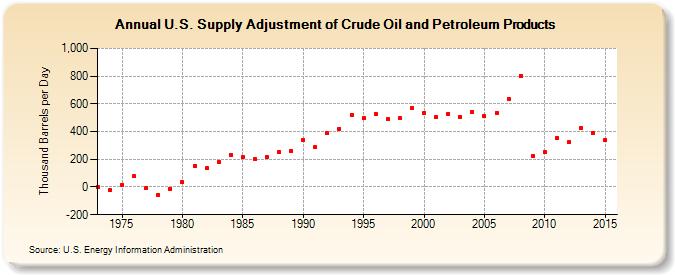 Annual U.S. Supply Adjustment of Crude Oil and Petroleum Products
Thousand Barrels per Day
1,000
800
600
400
200
0
-200
1975 1980 1985 1990 1995 2000 2005 2010 2015
Source: U.S. Energy Information Administration